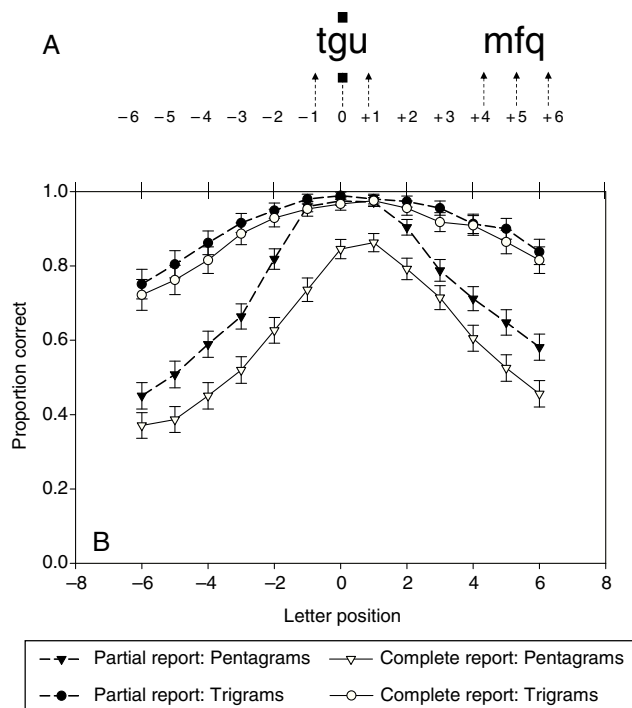 A
tgu mfq
−6 −5 −4 −3 −2 −1 0 +1 +2 +3 +4 +5 +6
1.0
0.8
0.6
0.4
0.2
0.0
Proportion correct
B
−8 −6 −4 −2 0 2 4 6 8
Letter position
Partial report: Pentagrams Complete report: Pentagrams
Partial report: Trigrams Complete report: Trigrams